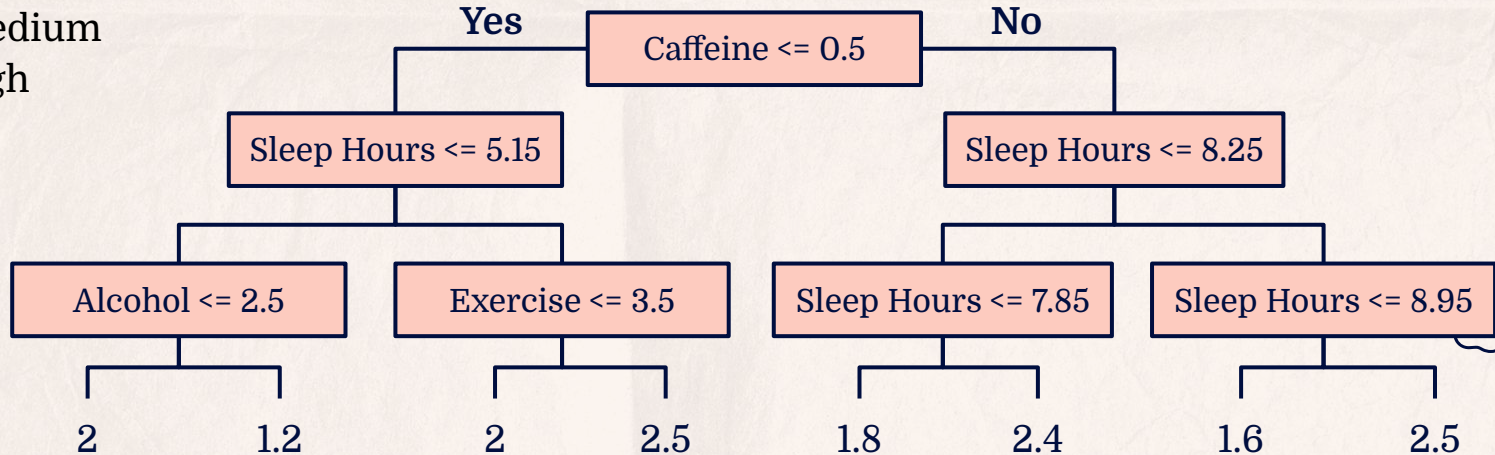 Yes
No
Caffeine <= 0.5
Sleep Hours <= 5.15
Sleep Hours <= 8.25
Alcohol <= 2.5
Exercise <= 3.5
Sleep Hours <= 7.85
Sleep Hours <= 8.95
2
1.2
2
2.5
1.8
2.4
1.6
2.5